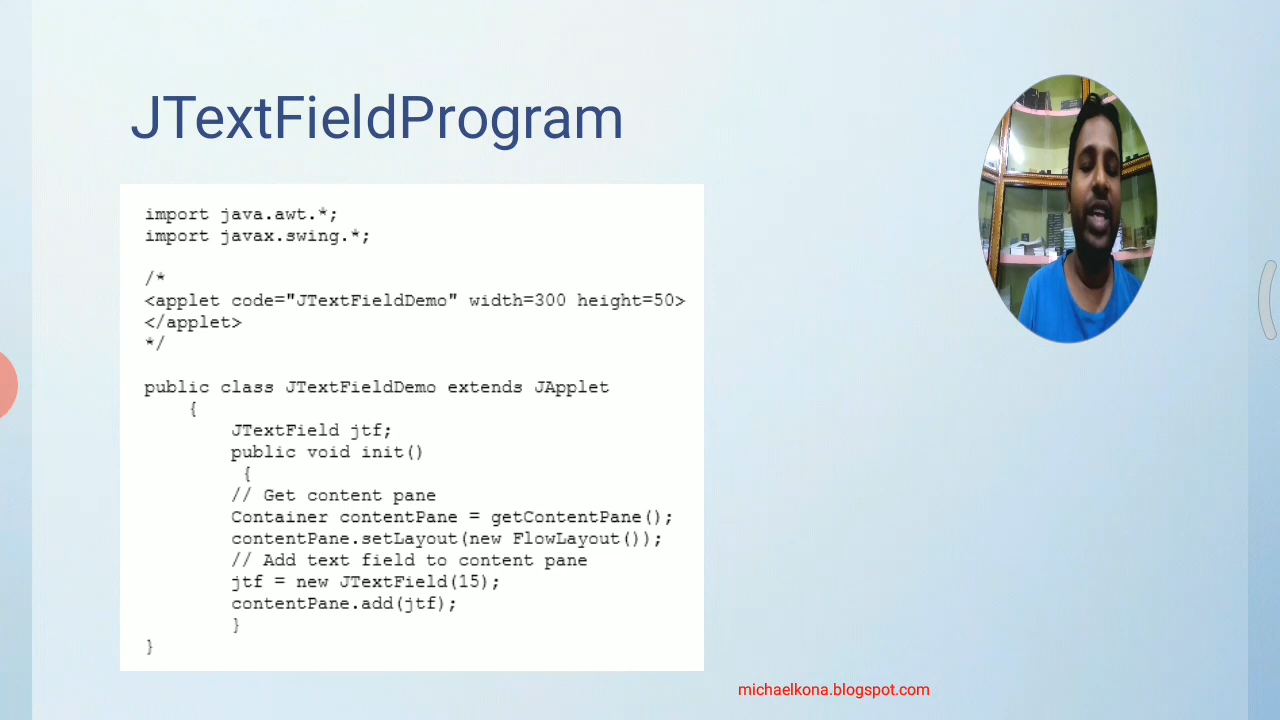 JTextFieldProgram
import java.awt.*;
import javax.swing.*;
/*
<applet code="JTextFieldDemo" width=300 height=50>
</applet>
*/
public class JTextFieldDemo extends JApplet
{
JTextField jtf;
public void init()
{
// Get content pane
Container contentPane = getContentPane();
contentPane.setLayout(new FlowLayout());
// Add text field to content pane
jtf = new JTextField(15);
contentPane.add(jtf);
}
}
michaelkona.blogspot.com